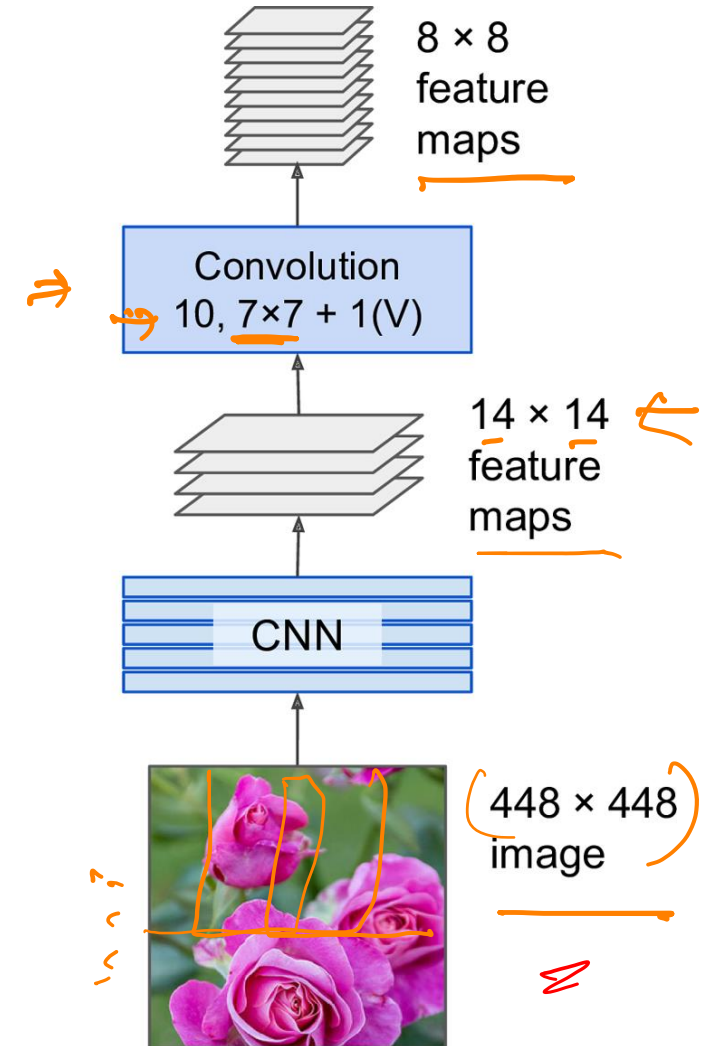 8 × 8
feature
maps
Convolution
10, 7×7 + 1(V)
14 × 14
feature
maps
CNN
448 × 448
image